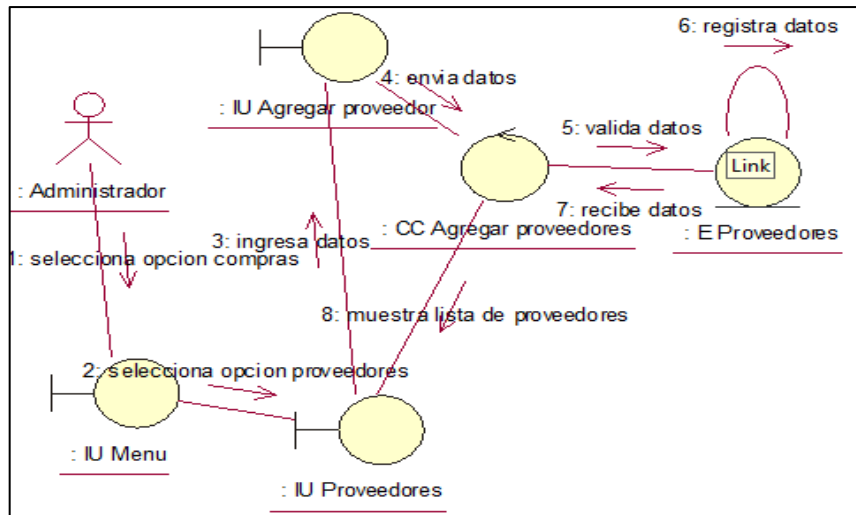 6: registra datos
4: envia datos
: IU Agregar proveedor
5: valida datos
Link
: Administrador
7: recibe datos
: CC Agregar proveedores
: E Proveedores
3: ingresa datos
1: selecciona opcion compras
8: muestra lista de proveedores
2: selecciona opcion proveedores
: IU Menu
: IU Proveedores